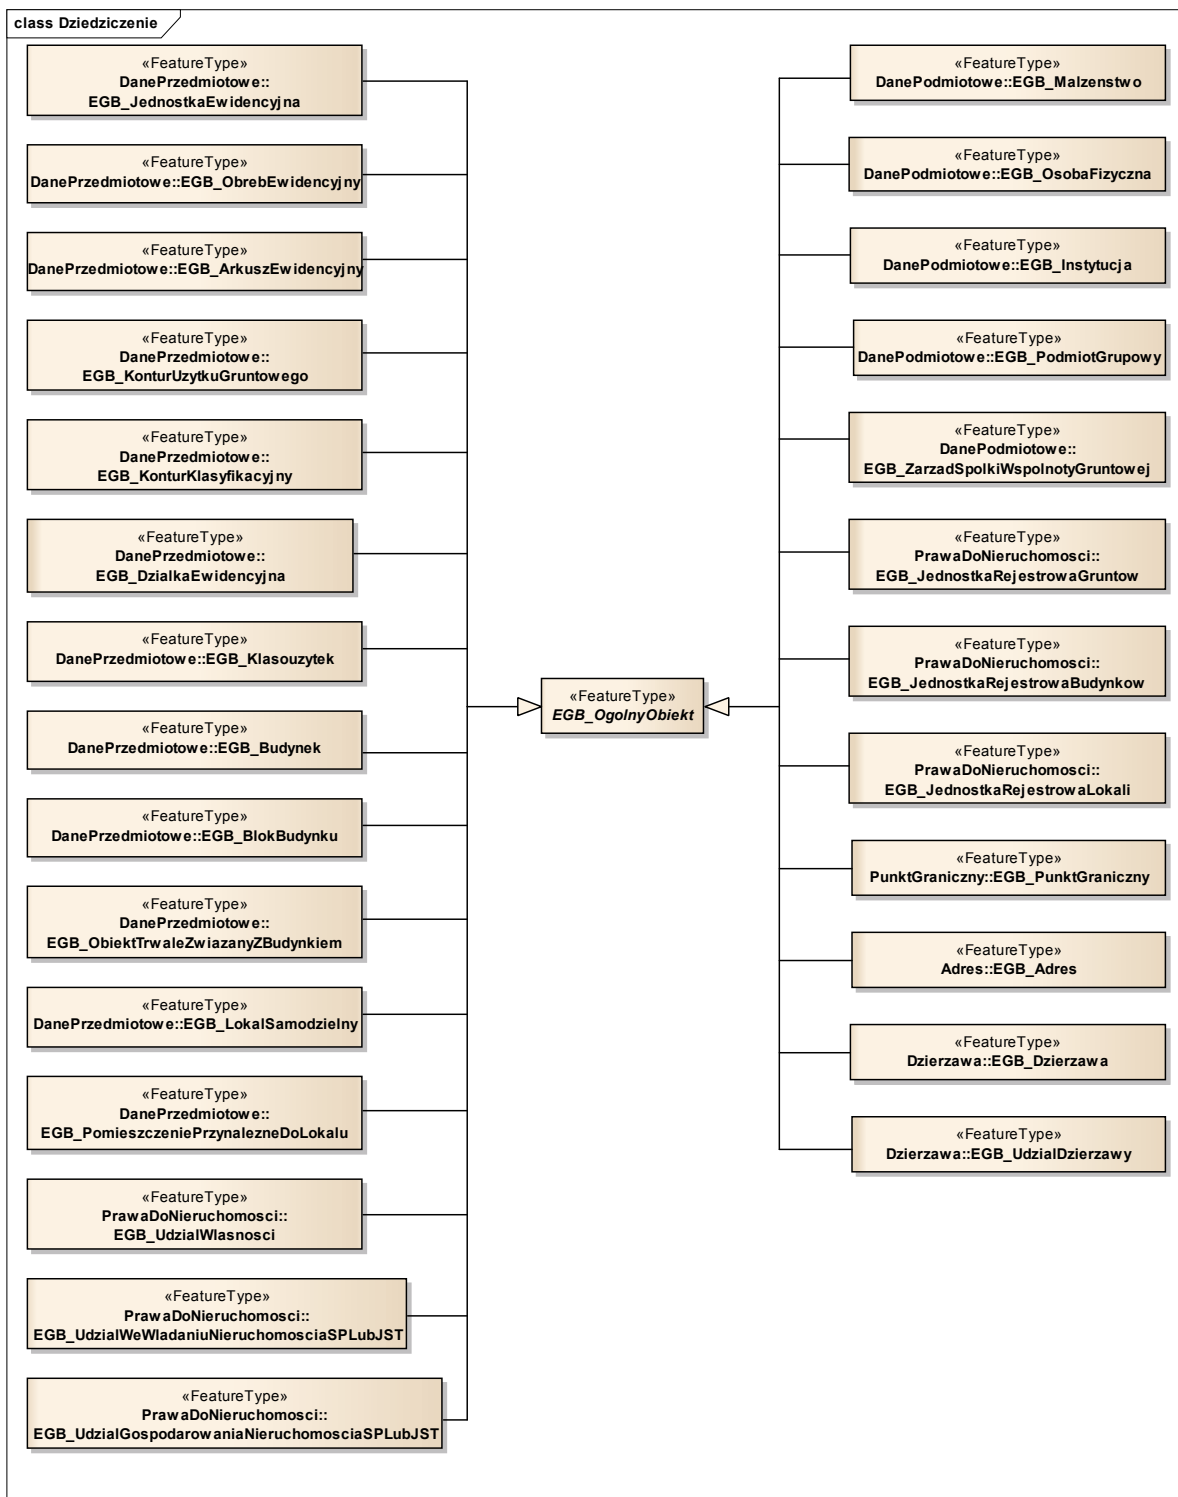 class Dziedziczenie
«FeatureType»
DanePrzedmiotowe::
EGB_JednostkaEwidencyjna
«FeatureType»
DanePrzedmiotowe::EGB_ObrebEwidencyjny
«FeatureType»
DanePrzedmiotowe::EGB_ArkuszEwidencyjny
«FeatureType»
DanePrzedmiotowe::
EGB_KonturUzytkuGruntowego
«FeatureType»
DanePrzedmiotowe::
EGB_KonturKlasyfikacyjny
«FeatureType»
DanePrzedmiotowe::
EGB_DzialkaEwidencyjna
«FeatureType»
DanePrzedmiotowe::EGB_Klasouzytek
«FeatureType»
DanePrzedmiotowe::EGB_Budynek
«FeatureType»
DanePrzedmiotowe::EGB_BlokBudynku
«FeatureType»
DanePrzedmiotowe::
EGB_ObiektTrwaleZwiazanyZBudynkiem
«FeatureType»
DanePrzedmiotowe::EGB_LokalSamodzielny
«FeatureType»
DanePrzedmiotowe::
EGB_PomieszczeniePrzynalezneDoLokalu
«FeatureType»
PrawaDoNieruchomosci::
EGB_UdzialWlasnosci
«FeatureType»
PrawaDoNieruchomosci::
EGB_UdzialWeWladaniuNieruchomosciaSPLubJST
«FeatureType»
PrawaDoNieruchomosci::
EGB_UdzialGospodarowaniaNieruchomosciaSPLubJST
«FeatureType»
EGB_OgolnyObiekt
«FeatureType»
DanePodmiotowe::EGB_Malzenstwo
«FeatureType»
DanePodmiotowe::EGB_OsobaFizyczna
«FeatureType»
DanePodmiotowe::EGB_Instytucja
«FeatureType»
DanePodmiotowe::EGB_PodmiotGrupowy
«FeatureType»
DanePodmiotowe::
EGB_ZarzadSpolkiWspolnotyGruntowej
«FeatureType»
PrawaDoNieruchomosci::
EGB_JednostkaRejestrowaGruntow
«FeatureType»
PrawaDoNieruchomosci::
EGB_JednostkaRejestrowaBudynkow
«FeatureType»
PrawaDoNieruchomosci::
EGB_JednostkaRejestrowaLokali
«FeatureType»
PunktGraniczny::EGB_PunktGraniczny
«FeatureType»
Adres::EGB_Adres
«FeatureType»
Dzierzawa::EGB_Dzierzawa
«FeatureType»
Dzierzawa::EGB_UdzialDzierzawy